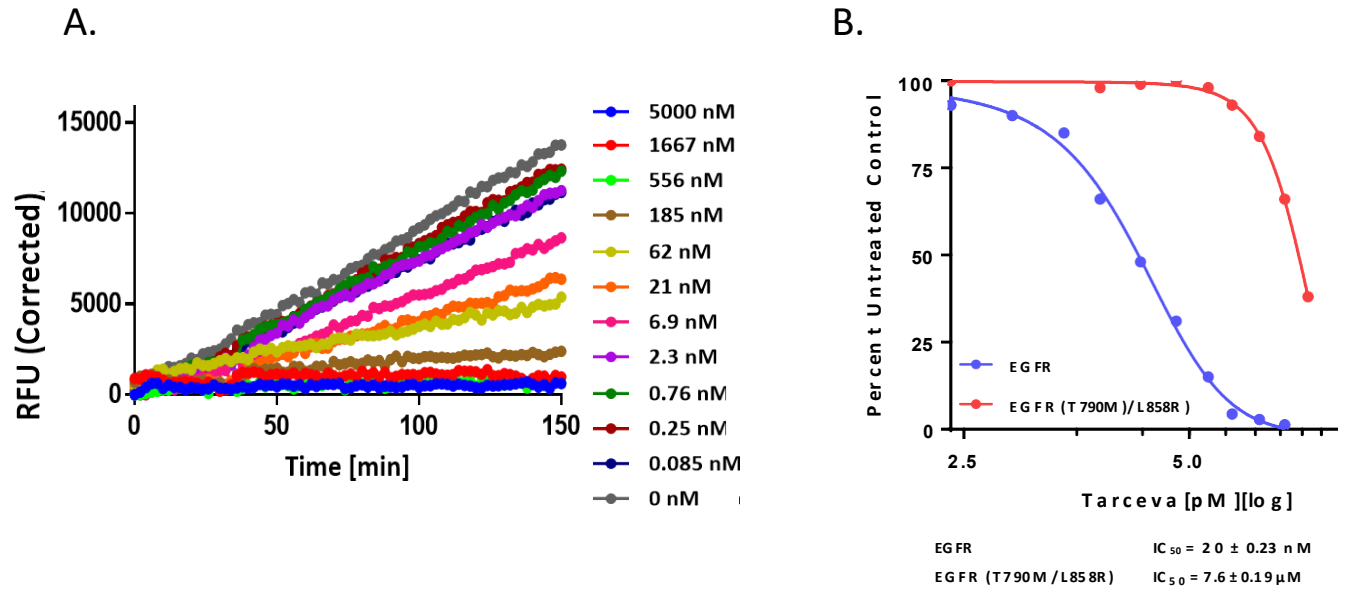 A.
B.
RFU (Corrected)
15000
10000
5000
0
0 50 100 150
Time [min]
5000 nM
1667 nM
556 nM
185 nM
62 nM
21 nM
6.9 nM
2.3 nM
0.76 nM
0.25 nM
0.085 nM
0 nM
Percent Untreated Control
100
75
50
25
0
EGFR
EGFR (T790M)/L858R)
2.5 5.0
Tarceva [pM][log]
EGFR IC50 = 20 ± 0.23 nM
EGFR (T790M/L858R) IC50 = 7.6 ± 0.19 µM